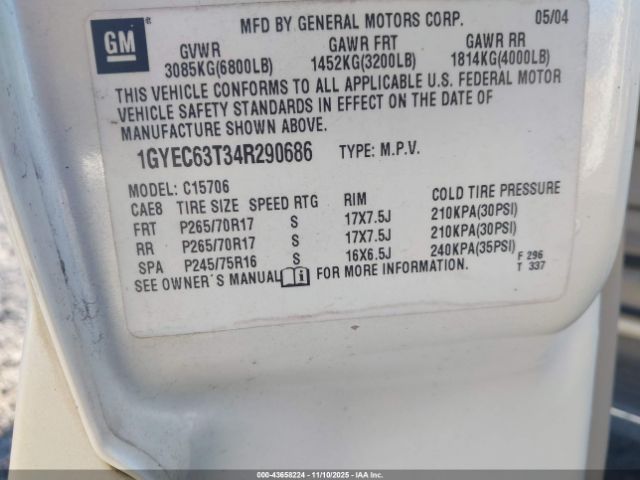 GM
MFD BY GENERAL MOTORS CORP. 05/04
GVWR GAWR FRT GAWR RR
3085KG(6800LB) 1452KG(3200LB) 1814KG(4000LB)
THIS VEHICLE CONFORMS TO ALL APPLICABLE U.S. FEDERAL MOTOR
VEHICLE SAFETY STANDARDS IN EFFECT ON THE DATE OF
MANUFACTURE SHOWN ABOVE.
1GYEC63T34R290686 TYPE: M.P.V.
MODEL: C15706
CAE8 TIRE SIZE SPEED RTG RIM COLD TIRE PRESSURE
FRT P265/70R17 S 17X7.5J 210KPA(30PSI)
RR P265/70R17 S 17X7.5J 210KPA(30PSI)
SPA P245/75R16 S 16X6.5J 240KPA(35PSI)
SEE OWNER'S MANUAL i FOR MORE INFORMATION.
F 296
T 337
000-43658224 - 11/10/2025 - IAAI.com